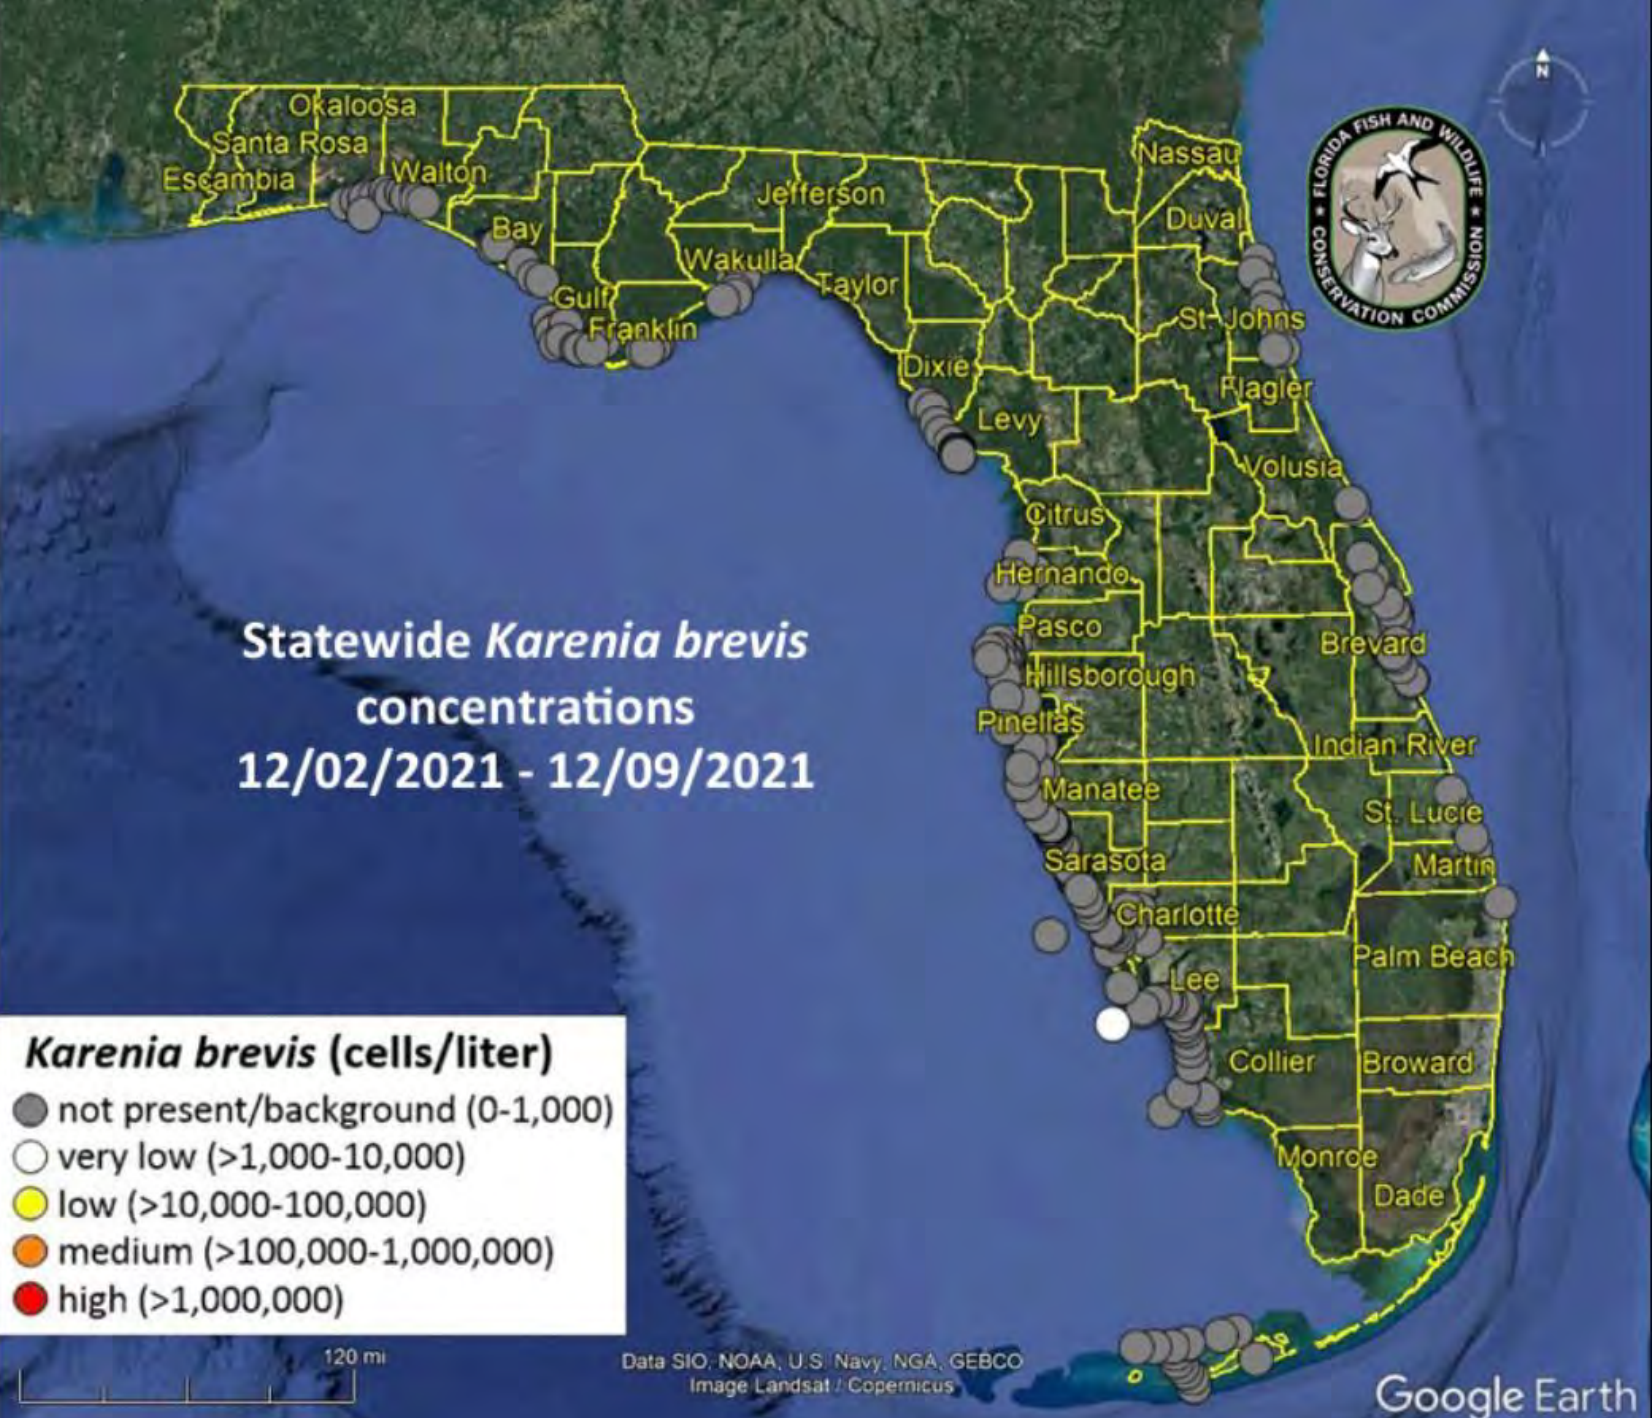 Okaloosa
Santa Rosa
Escambia
Walton
Bay
Gulf
Franklin
Jefferson
Wakulla
Taylor
Dixie
Levy
Nassau
Duval
St. Johns
Flagler
Volusia
Citrus
Hernando
Pasco
Hillsborough
Pinellas
Manatee
Sarasota
Charlotte
Lee
Collier
Monroe
Dade
Broward
Palm Beach
Martin
St. Lucie
Indian River
Brevard
N
FLORIDA FISH AND WILDLIFE
★ CONSERVATION COMMISSION ★
Statewide Karenia brevis
concentrations
12/02/2021 - 12/09/2021
Karenia brevis (cells/liter)
not present/background (0-1,000)
very low (>1,000-10,000)
low (>10,000-100,000)
medium (>100,000-1,000,000)
high (>1,000,000)
120 mi
Data SIO, NOAA, U.S. Navy, NGA, GEBCO
Image Landsat / Copernicus
Google Earth